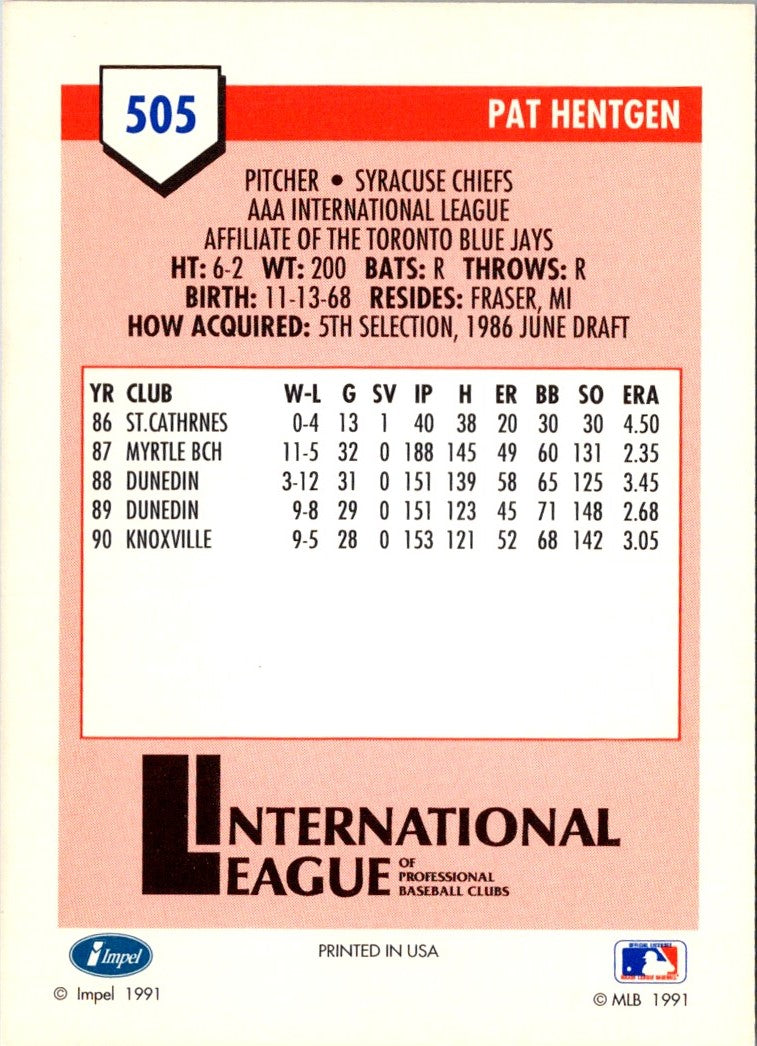 505
PAT HENTGEN
PITCHER • SYRACUSE CHIEFS
AAA INTERNATIONAL LEAGUE
AFFILIATE OF THE TORONTO BLUE JAYS
HT: 6-2 WT: 200 BATS: R THROWS: R
BIRTH: 11-13-68 RESIDES: FRASER, MI
HOW ACQUIRED: 5TH SELECTION, 1986 JUNE DRAFT
YR CLUB W-L G SV IP H ER BB SO ERA
86 ST.CATHRNES 0-4 13 1 40 38 20 30 30 4.50
87 MYRTLE BCH 11-5 32 0 188 145 49 60 131 2.35
88 DUNEDIN 3-12 31 0 151 139 58 65 125 3.45
89 DUNEDIN 9-8 29 0 151 123 45 71 148 2.68
90 KNOXVILLE 9-5 28 0 153 121 52 68 142 3.05
INTERNATIONAL
LEAGUE OF
PROFESSIONAL
BASEBALL CLUBS
Impel
PRINTED IN USA
OFFICIAL LICENSEE
MAJOR LEAGUE BASEBALL
© Impel 1991
© MLB 1991